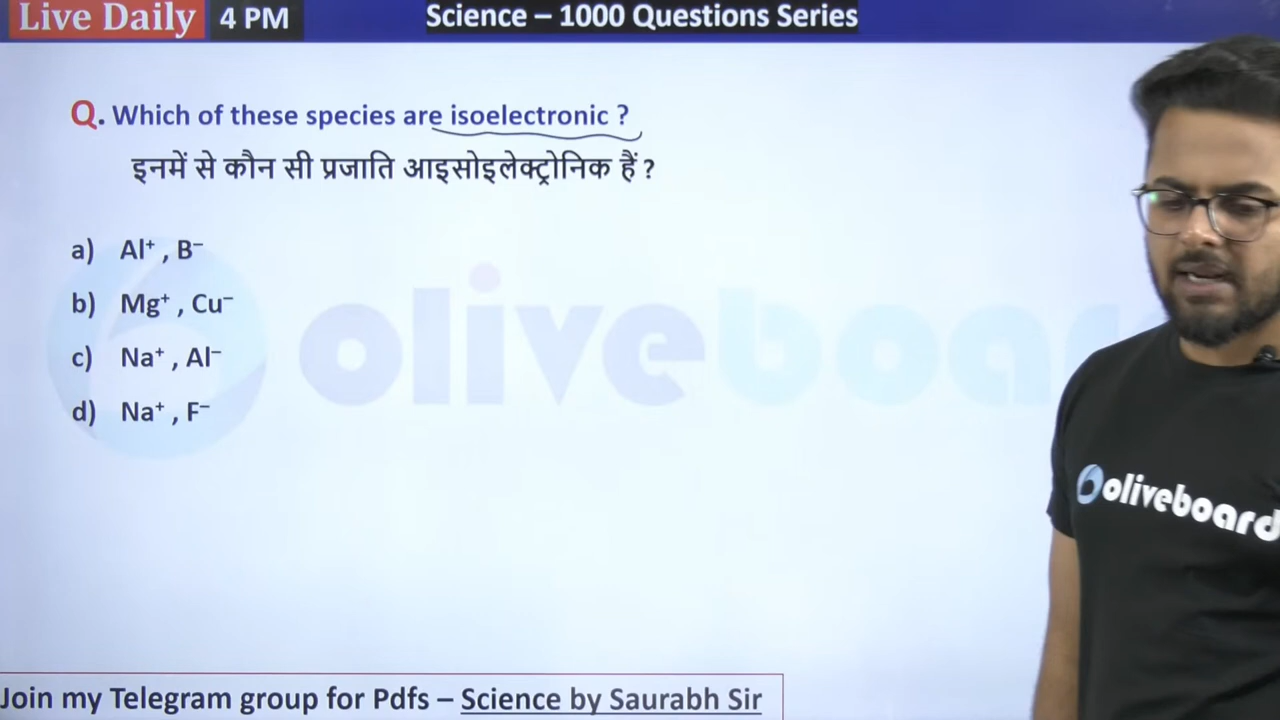 Live Daily 4 PM
Science – 1000 Questions Series
Q. Which of these species are isoelectronic ?
इनमें से कौन सी प्रजाति आइसोइलेक्ट्रोनिक हैं ?
a) Al⁺ , B⁻
b) Mg⁺ , Cu⁻
c) Na⁺ , Al⁻
d) Na⁺ , F⁻
oliveboar
oliveboard
Join my Telegram group for Pdfs – Science by Saurabh Sir